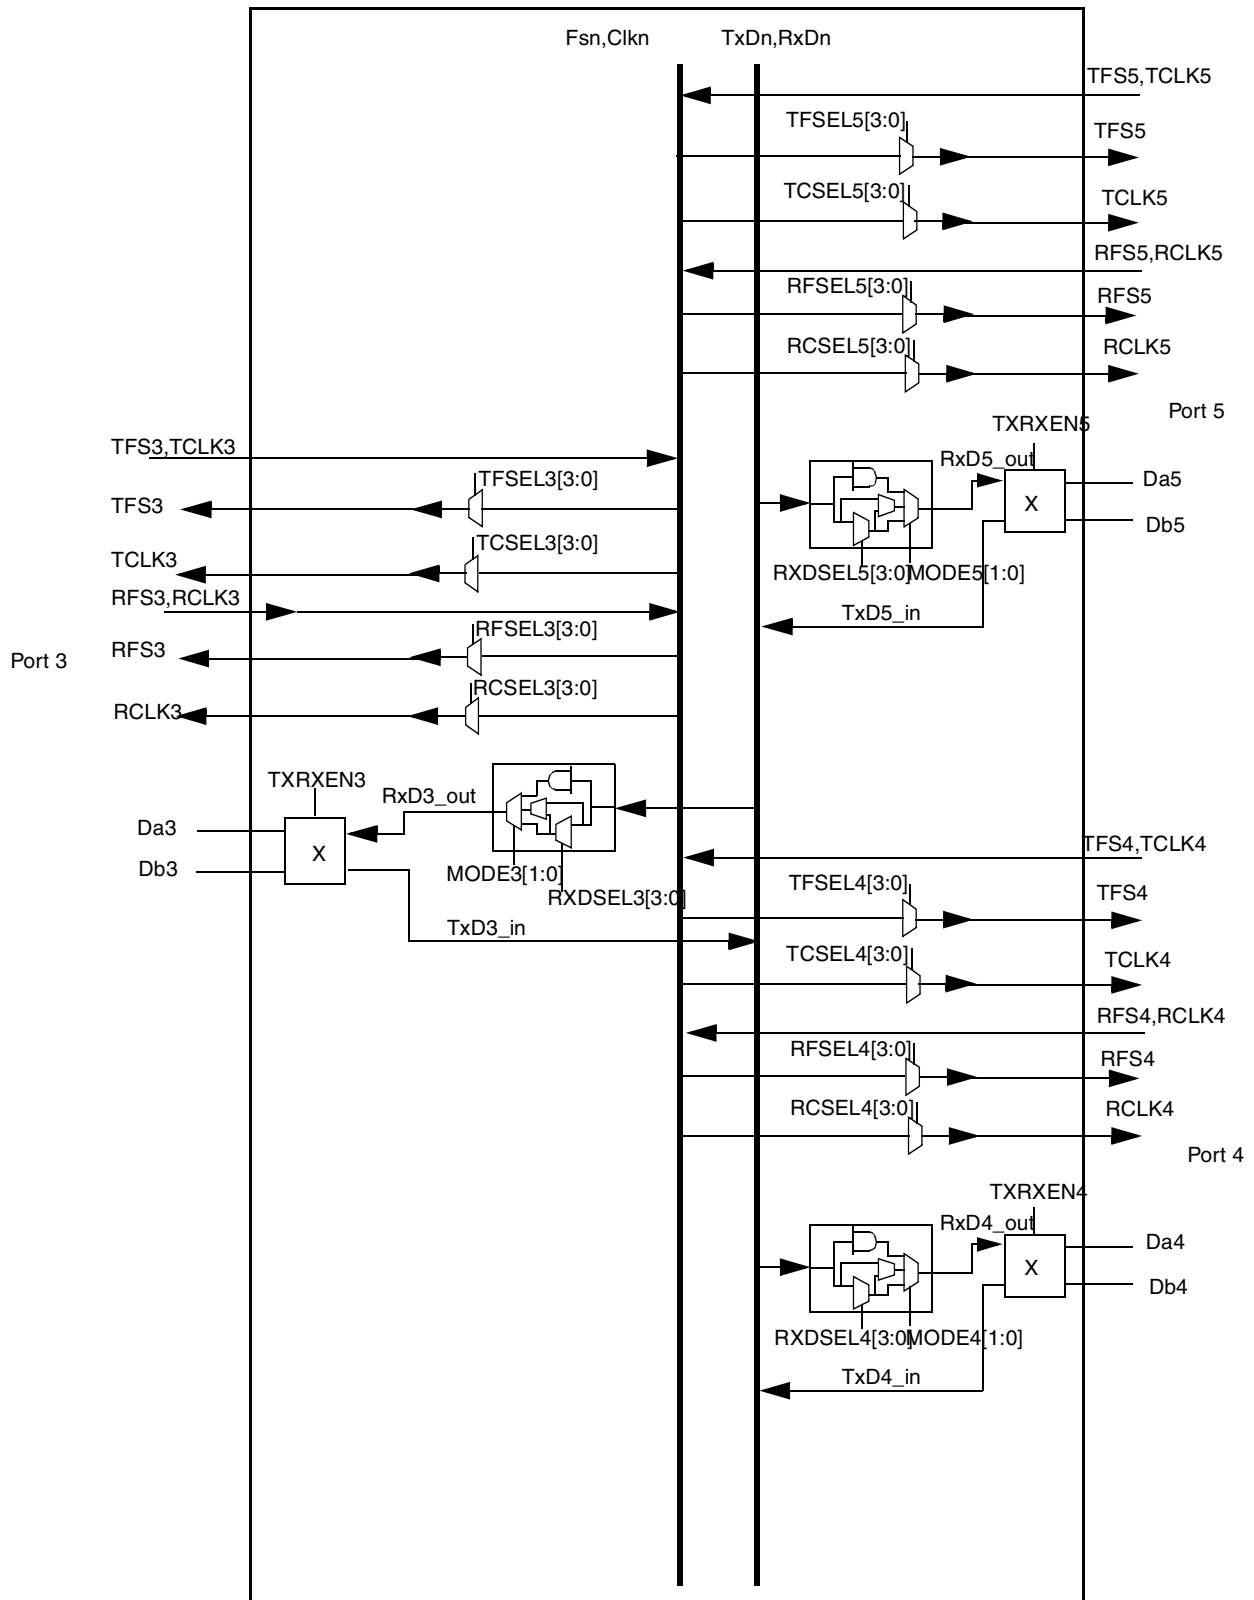 Fsn,Clkn
TxDn,RxDn
TFS5,TCLK5
TFSEL5[3:0]
TFS5
TCSEL5[3:0]
TCLK5
RFS5,RCLK5
RFSEL5[3:0]
RFS5
RCSEL5[3:0]
RCLK5
Port 5
TXRXEN5
RxD5_out
Da5
X
Db5
RXDSEL5[3:0]
MODE5[1:0]
TxD5_in
TFS3,TCLK3
TFSEL3[3:0]
TFS3
TCSEL3[3:0]
TCLK3
RFS3,RCLK3
RFSEL3[3:0]
RFS3
Port 3
RCSEL3[3:0]
RCLK3
TXRXEN3
RxD3_out
Da3
X
Db3
MODE3[1:0]
RXDSEL3[3:0]
TxD3_in
TFS4,TCLK4
TFSEL4[3:0]
TFS4
TCSEL4[3:0]
TCLK4
RFS4,RCLK4
RFSEL4[3:0]
RFS4
RCSEL4[3:0]
RCLK4
Port 4
TXRXEN4
RxD4_out
Da4
X
Db4
RXDSEL4[3:0]
MODE4[1:0]
TxD4_in